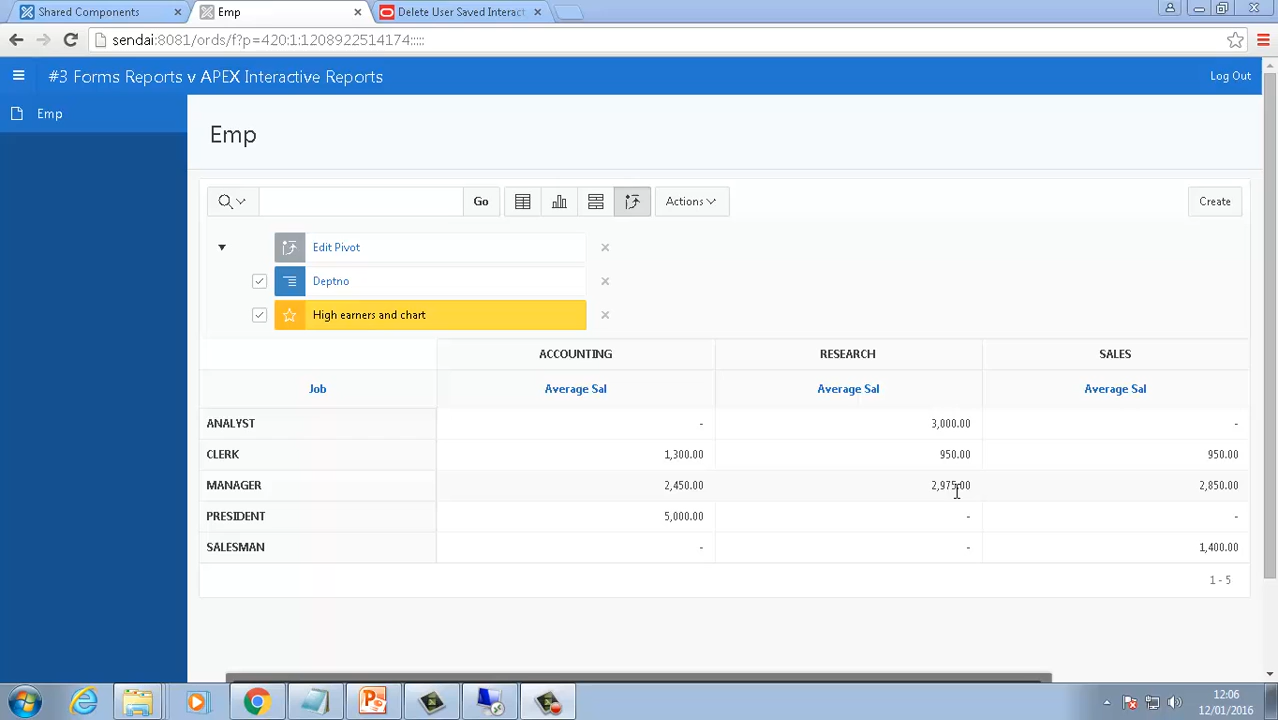 Shared Components
Emp
Delete User Saved Interact
sendai:8081/ords/f?p=420:1:1208922514174:::::
#3 Forms Reports v APEX Interactive Reports
Log Out
Emp
Emp
Go
Actions
Create
Edit Pivot
Deptno
High earners and chart
ACCOUNTING RESEARCH SALES
Job Average Sal Average Sal Average Sal
ANALYST - 3,000.00 -
CLERK 1,300.00 950.00 950.00
MANAGER 2,450.00 2,975.00 2,850.00
PRESIDENT 5,000.00 - -
SALESMAN - - 1,400.00
1 - 5
12:06
12/01/2016